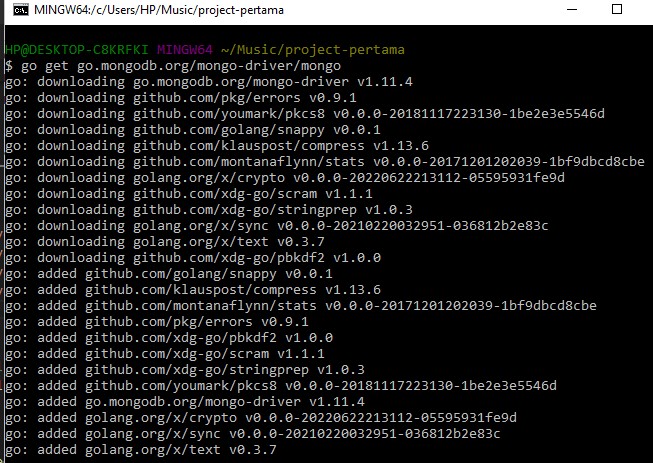 MINGW64:/c/Users/HP/Music/project-pertama
HP@DESKTOP-C8KRFKI MINGW64 ~/Music/project-pertama
$ go get go.mongodb.org/mongo-driver/mongo
go: downloading go.mongodb.org/mongo-driver v1.11.4
go: downloading github.com/pkg/errors v0.9.1
go: downloading github.com/youmark/pkcs8 v0.0.0-20181117223130-1be2e3e5546d
go: downloading github.com/golang/snappy v0.0.1
go: downloading github.com/klauspost/compress v1.13.6
go: downloading github.com/montanaflynn/stats v0.0.0-20171201202039-1bf9dbcd8cbe
go: downloading golang.org/x/crypto v0.0.0-20220622213112-05595931fe9d
go: downloading github.com/xdg-go/scram v1.1.1
go: downloading github.com/xdg-go/stringprep v1.0.3
go: downloading golang.org/x/sync v0.0.0-20210220032951-036812b2e83c
go: downloading golang.org/x/text v0.3.7
go: downloading github.com/xdg-go/pbkdf2 v1.0.0
go: added github.com/golang/snappy v0.0.1
go: added github.com/klauspost/compress v1.13.6
go: added github.com/montanaflynn/stats v0.0.0-20171201202039-1bf9dbcd8cbe
go: added github.com/pkg/errors v0.9.1
go: added github.com/xdg-go/pbkdf2 v1.0.0
go: added github.com/xdg-go/scram v1.1.1
go: added github.com/xdg-go/stringprep v1.0.3
go: added github.com/youmark/pkcs8 v0.0.0-20181117223130-1be2e3e5546d
go: added go.mongodb.org/mongo-driver v1.11.4
go: added golang.org/x/crypto v0.0.0-20220622213112-05595931fe9d
go: added golang.org/x/sync v0.0.0-20210220032951-036812b2e83c
go: added golang.org/x/text v0.3.7